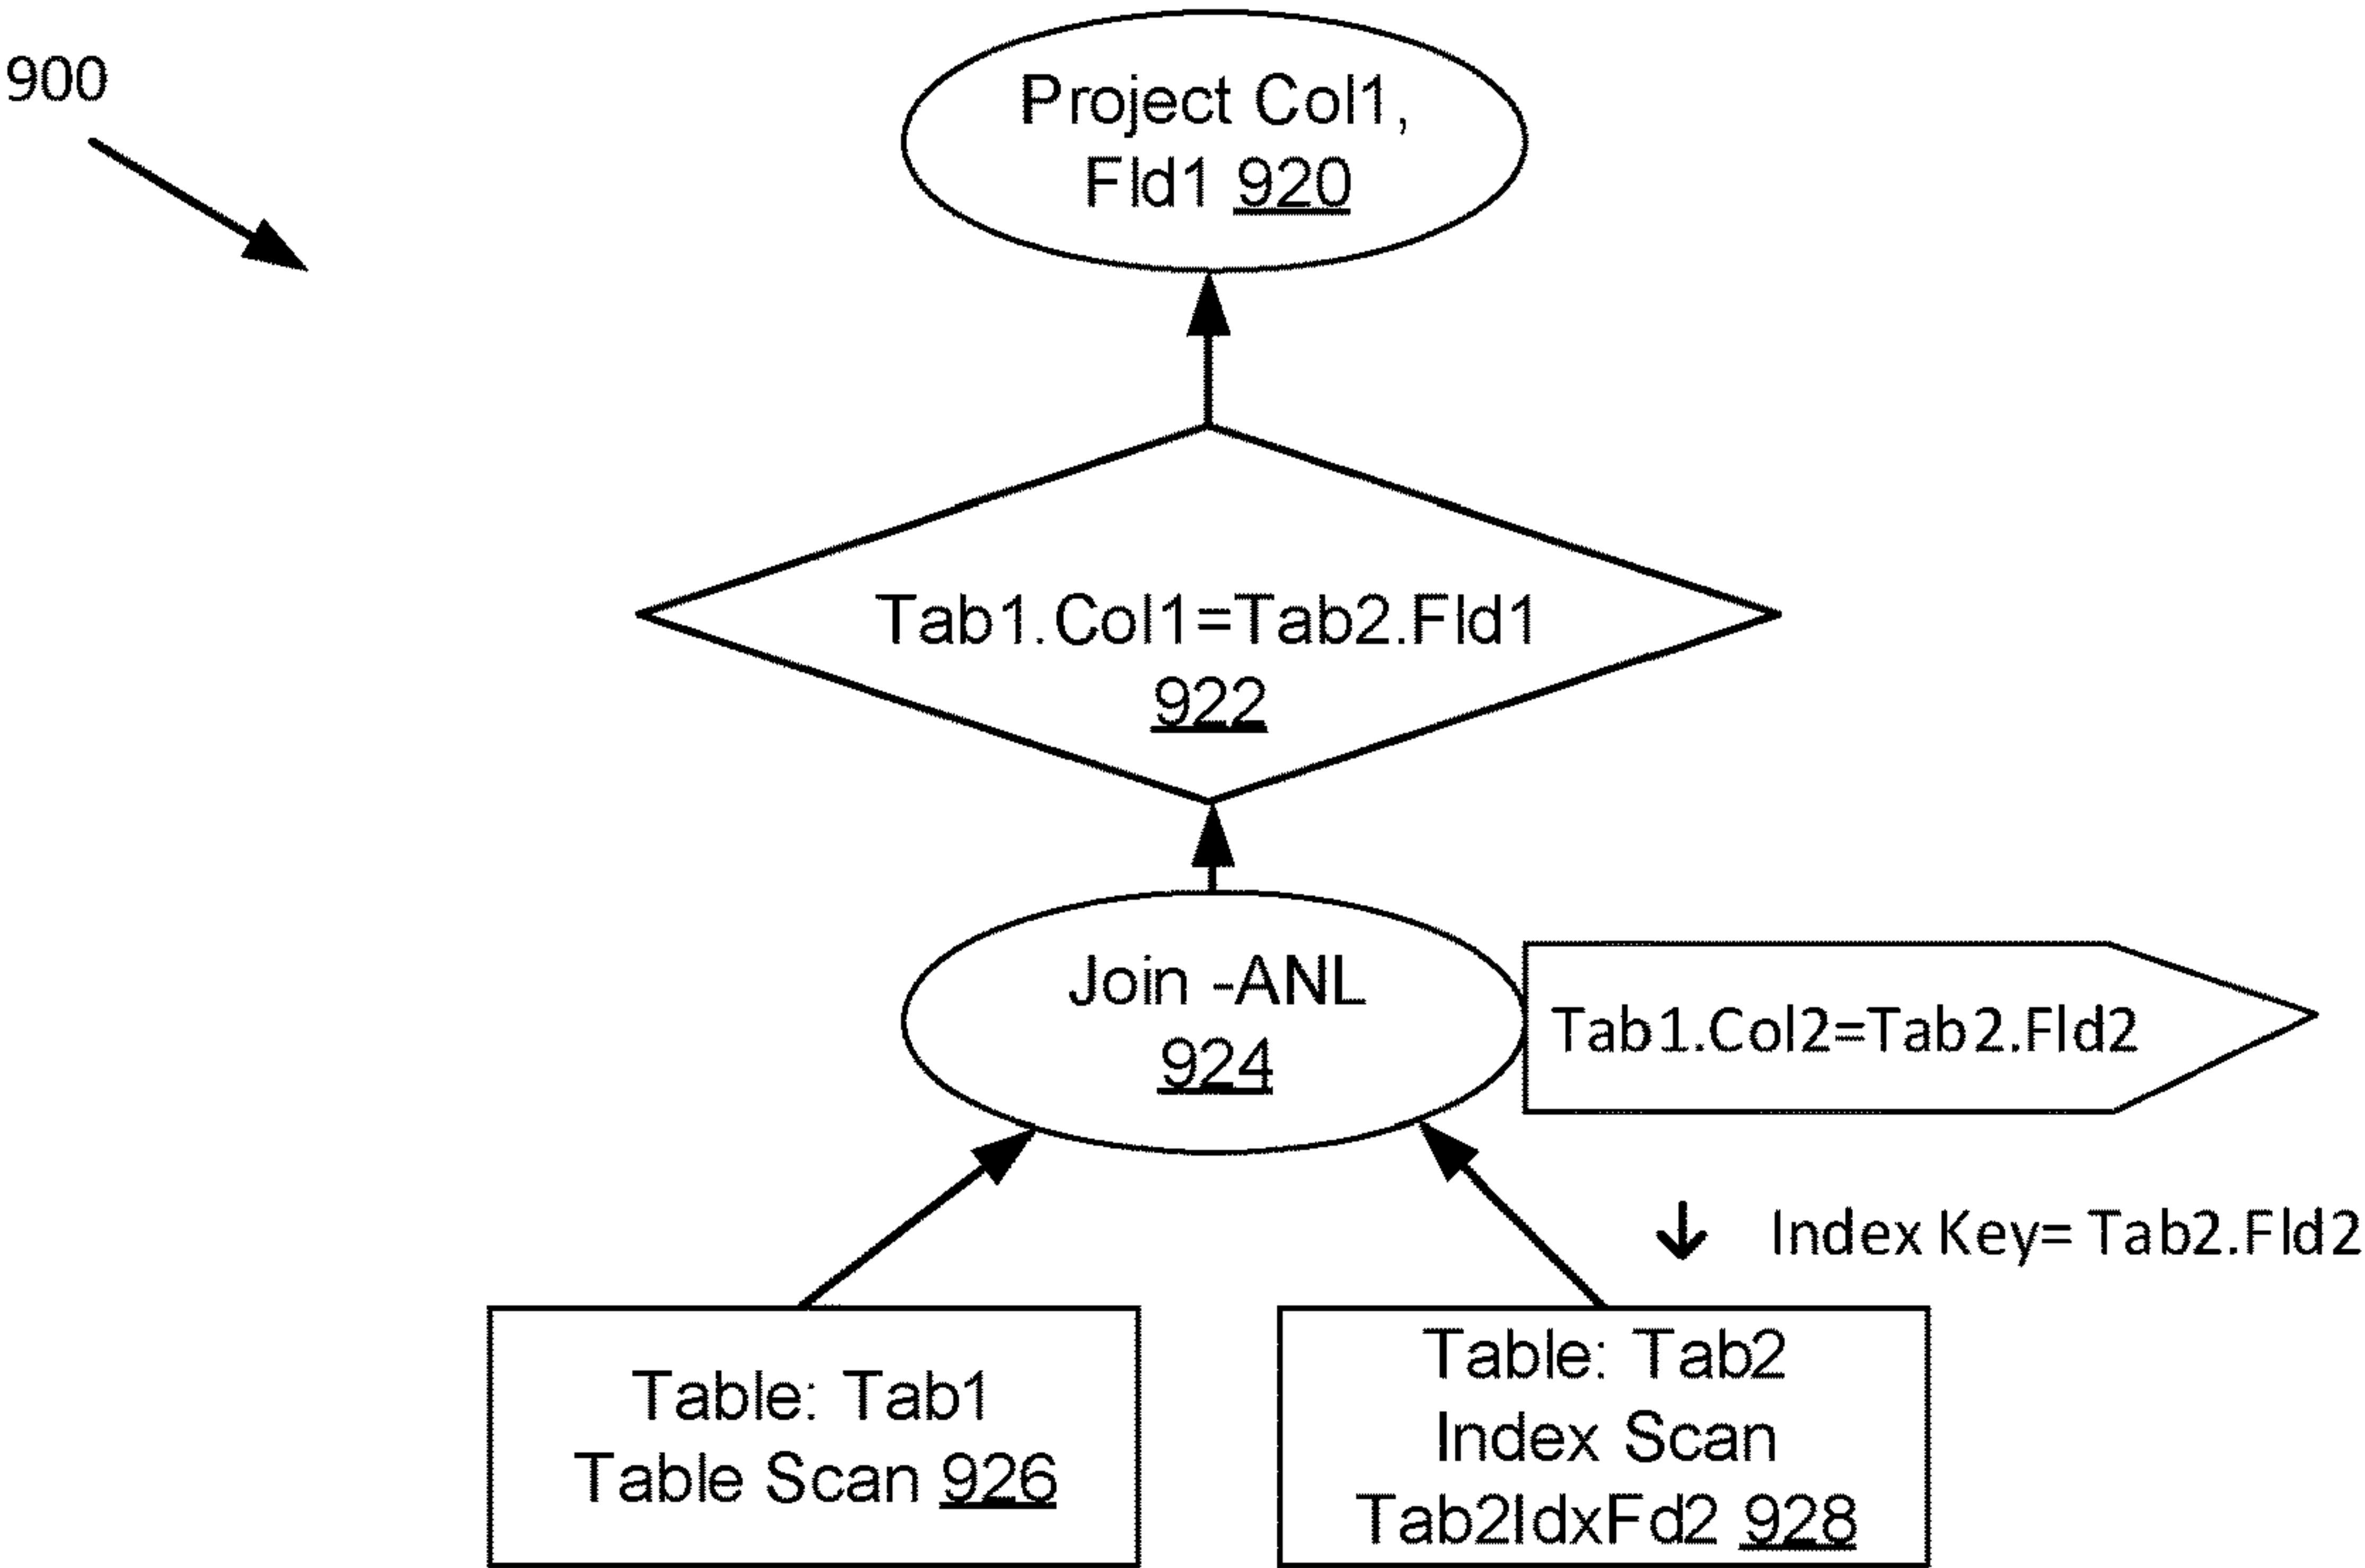 900
Project Col1,
Fld1 920
Tab1.Col1=Tab2.Fld1
922
Join -ANL
924
Tab1.Col2=Tab2.Fld2
↓ Index Key= Tab2.Fld2
Table: Tab1
Table Scan 926
Table: Tab2
Index Scan
Tab2IdxFd2 928